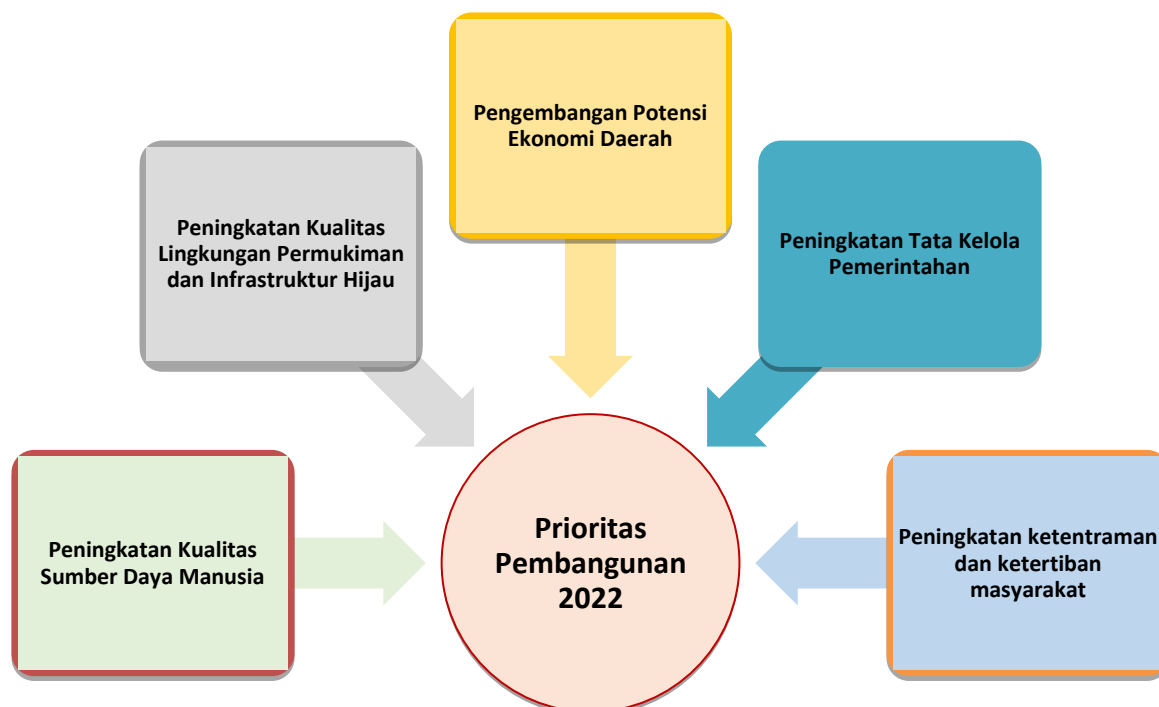 Pengembangan Potensi
Ekonomi Daerah
Peningkatan Kualitas
Lingkungan Permukiman
dan Infrastruktur Hijau
Peningkatan Tata Kelola
Pemerintahan
Peningkatan Kualitas
Sumber Daya Manusia
Prioritas
Pembangunan
2022
Peningkatan ketentraman
dan ketertiban
masyarakat